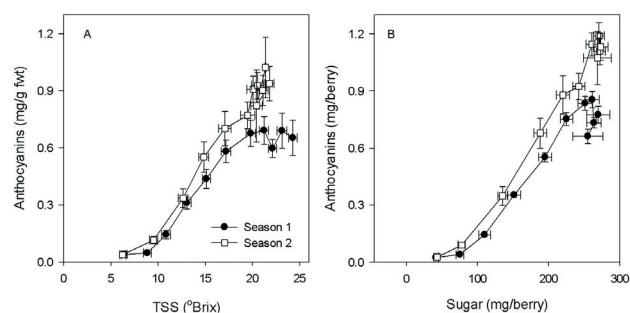 A
Anthocyanins (mg/g fwt)
1.2
0.9
0.6
0.3
0.0
0 5 10 15 20 25
TSS (°Brix)
Season 1
Season 2
B
Anthocyanins (mg/berry)
1.2
0.9
0.6
0.3
0.0
0 100 200 300
Sugar (mg/berry)